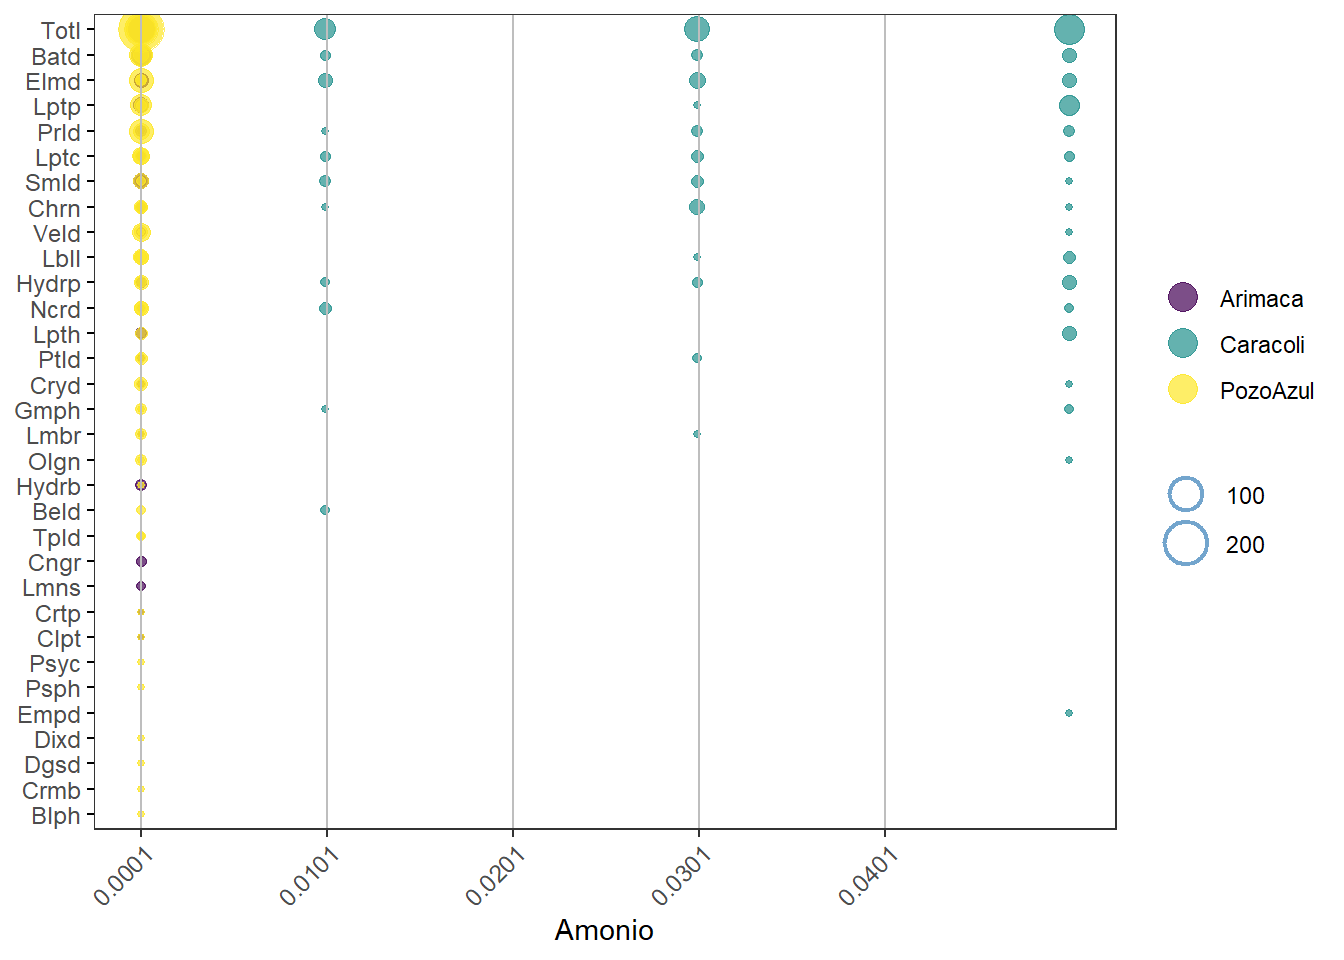 Totl
Batd
Elmd
Lptp
Prld
Lptc
Smld
Chrn
Veld
Lbll
Hydrp
Ncrd
Lpth
Ptld
Cryd
Gmph
Lmbr
Olgn
Hydrb
Beld
Tpld
Cngr
Lmns
Crtp
Clpt
Psyc
Psph
Empd
Dixd
Dgsd
Crmb
Blph
0.0001
0.0101
0.0201
0.0301
0.0401
Amonio
Arimaca
Caracoli
PozoAzul
100
200